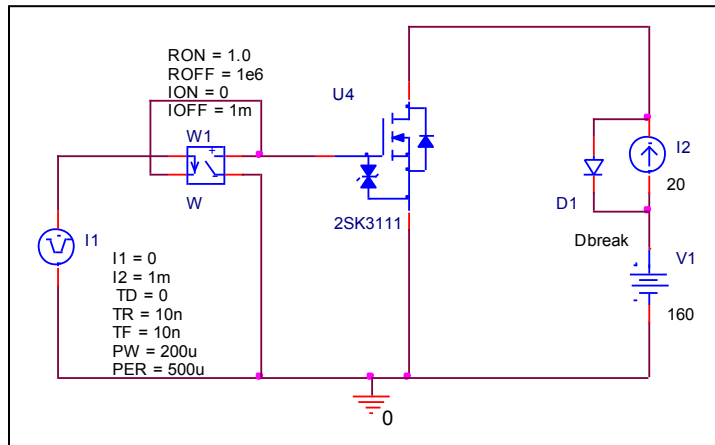 RON = 1.0
ROFF = 1e6
ION = 0
IOFF = 1m
W1
+
-
W
U4
2SK3111
I1
I1 = 0
I2 = 1m
TD = 0
TR = 10n
TF = 10n
PW = 200u
PER = 500u
I2
20
D1
Dbreak
V1
160
0